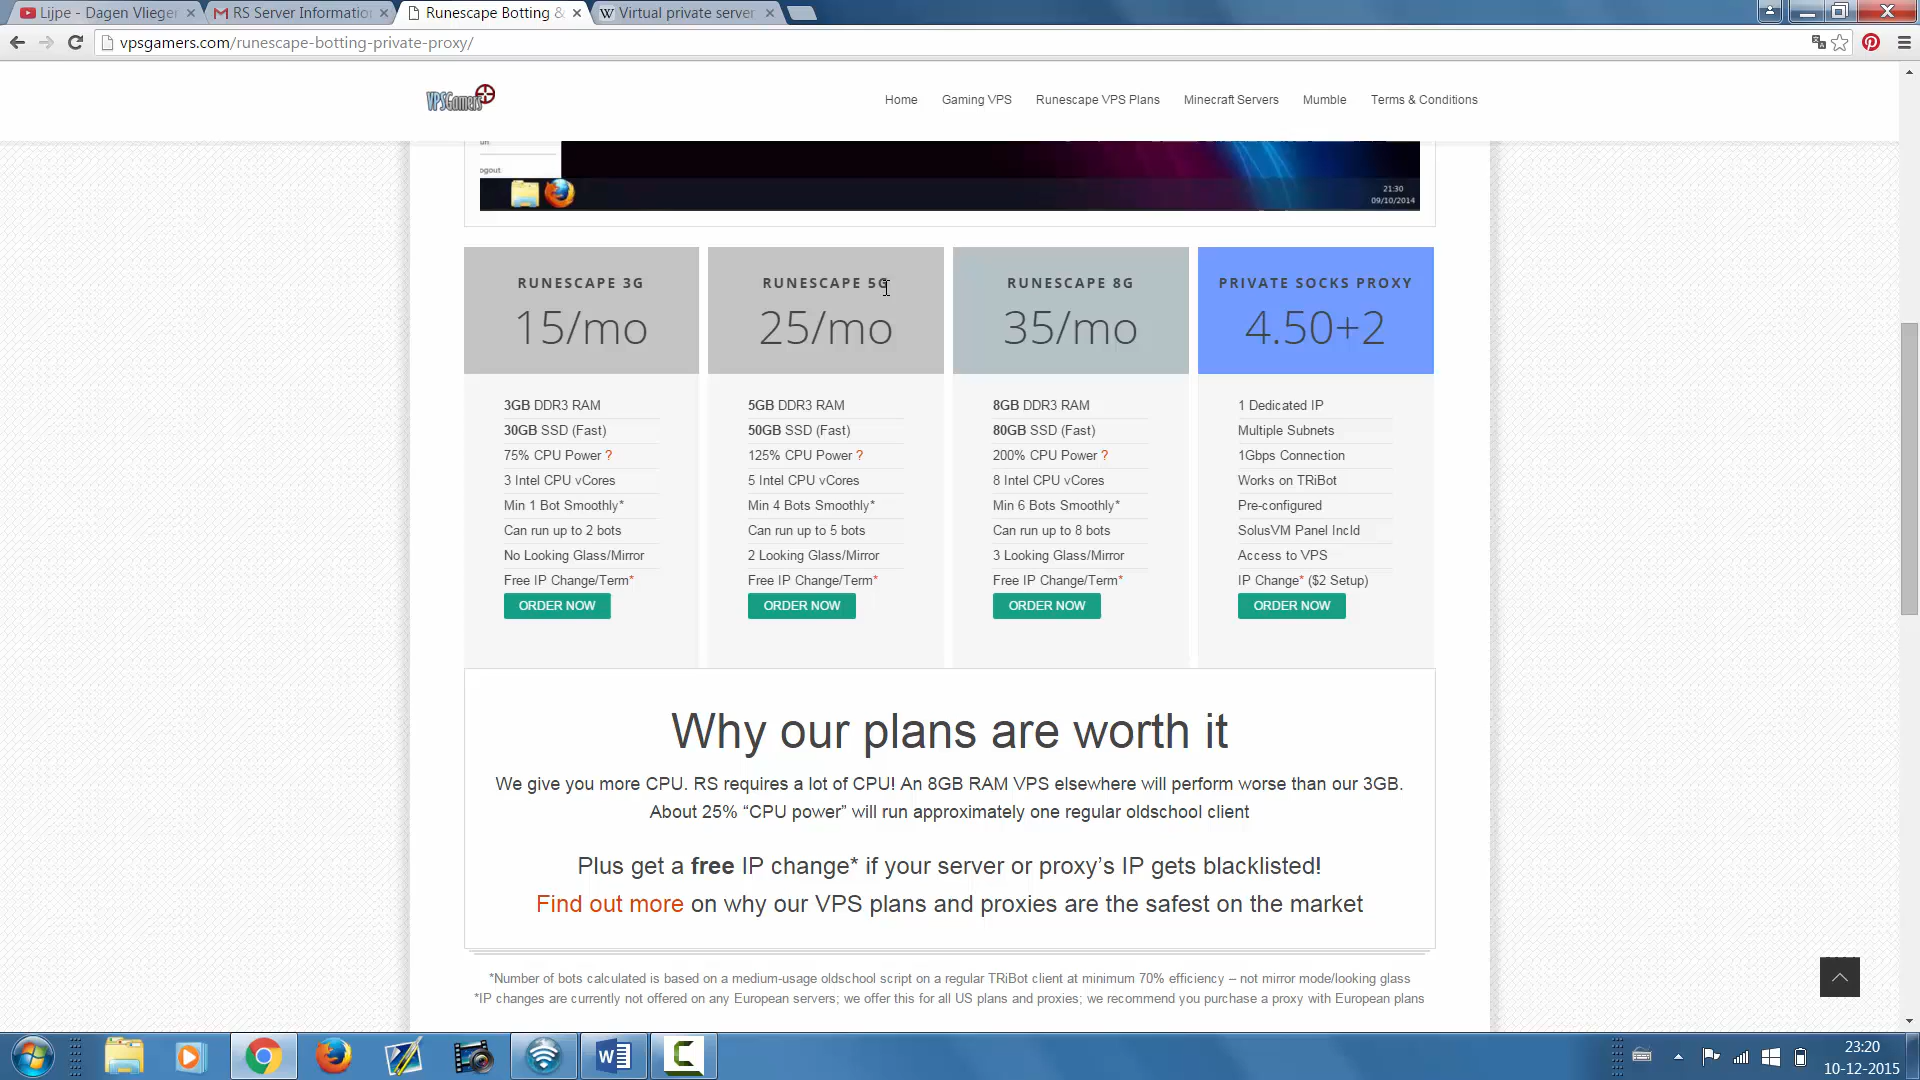 Lijpe - Dagen Vlieger
RS Server Informatio
Runescape Botting &
Virtual private server
vpsgamers.com/runescape-botting-private-proxy/
VPSGamers
Home Gaming VPS Runescape VPS Plans Minecraft Servers Mumble Terms & Conditions
ogout
21:30
09/10/2014
RUNESCAPE 3G
15/mo
3GB DDR3 RAM
30GB SSD (Fast)
75% CPU Power ?
3 Intel CPU vCores
Min 1 Bot Smoothly*
Can run up to 2 bots
No Looking Glass/Mirror
Free IP Change/Term*
ORDER NOW
RUNESCAPE 5G
25/mo
5GB DDR3 RAM
50GB SSD (Fast)
125% CPU Power ?
5 Intel CPU vCores
Min 4 Bots Smoothly*
Can run up to 5 bots
2 Looking Glass/Mirror
Free IP Change/Term*
ORDER NOW
RUNESCAPE 8G
35/mo
8GB DDR3 RAM
80GB SSD (Fast)
200% CPU Power ?
8 Intel CPU vCores
Min 6 Bots Smoothly*
Can run up to 8 bots
3 Looking Glass/Mirror
Free IP Change/Term*
ORDER NOW
PRIVATE SOCKS PROXY
4.50+2
1 Dedicated IP
Multiple Subnets
1Gbps Connection
Works on TRiBot
Pre-configured
SolusVM Panel Incld
Access to VPS
IP Change* ($2 Setup)
ORDER NOW
Why our plans are worth it
We give you more CPU. RS requires a lot of CPU! An 8GB RAM VPS elsewhere will perform worse than our 3GB.
About 25% “CPU power” will run approximately one regular oldschool client
Plus get a free IP change* if your server or proxy’s IP gets blacklisted!
Find out more on why our VPS plans and proxies are the safest on the market
*Number of bots calculated is based on a medium-usage oldschool script on a regular TRiBot client at minimum 70% efficiency – not mirror mode/looking glass
*IP changes are currently not offered on any European servers; we offer this for all US plans and proxies; we recommend you purchase a proxy with European plans
23:20
10-12-2015